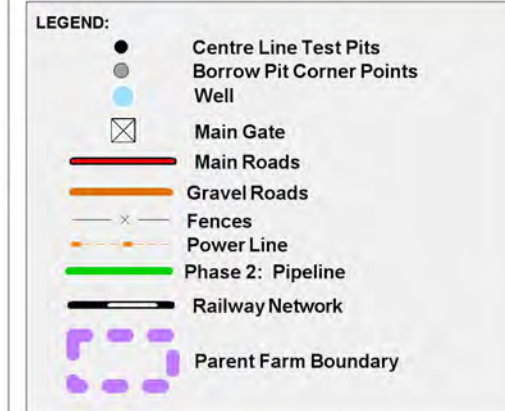 LEGEND:
Centre Line Test Pits
Borrow Pit Corner Points
Well
Main Gate
Main Roads
Gravel Roads
Fences
Power Line
Phase 2: Pipeline
Railway Network
Parent Farm Boundary